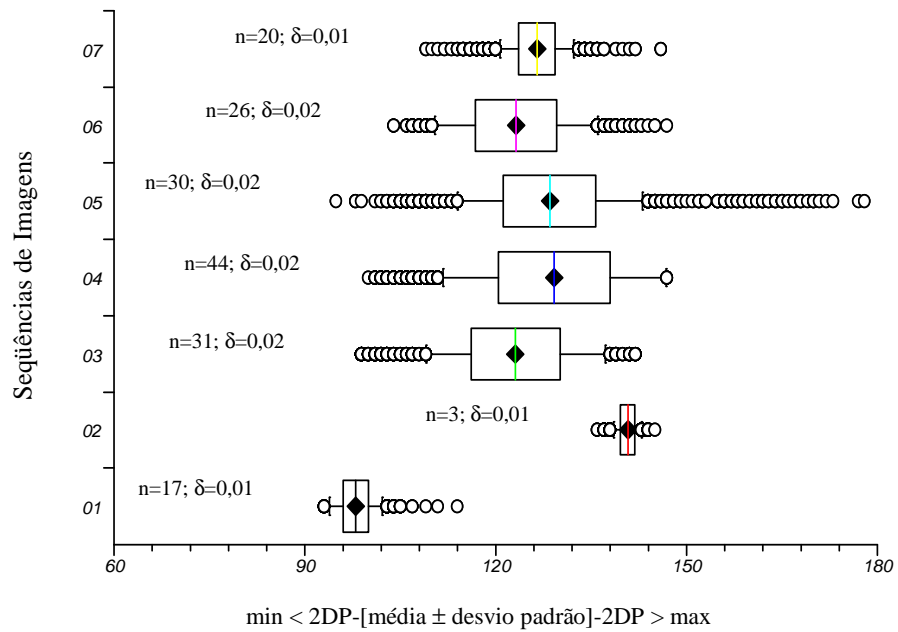 07
n=20; δ=0,01
06
n=26; δ=0,02
05
n=30; δ=0,02
04
n=44; δ=0,02
03
n=31; δ=0,02
02
n=3; δ=0,01
01
n=17; δ=0,01
Seqüências de Imagens
60 90 120 150 180
min < 2DP-[média ± desvio padrão]-2DP > max